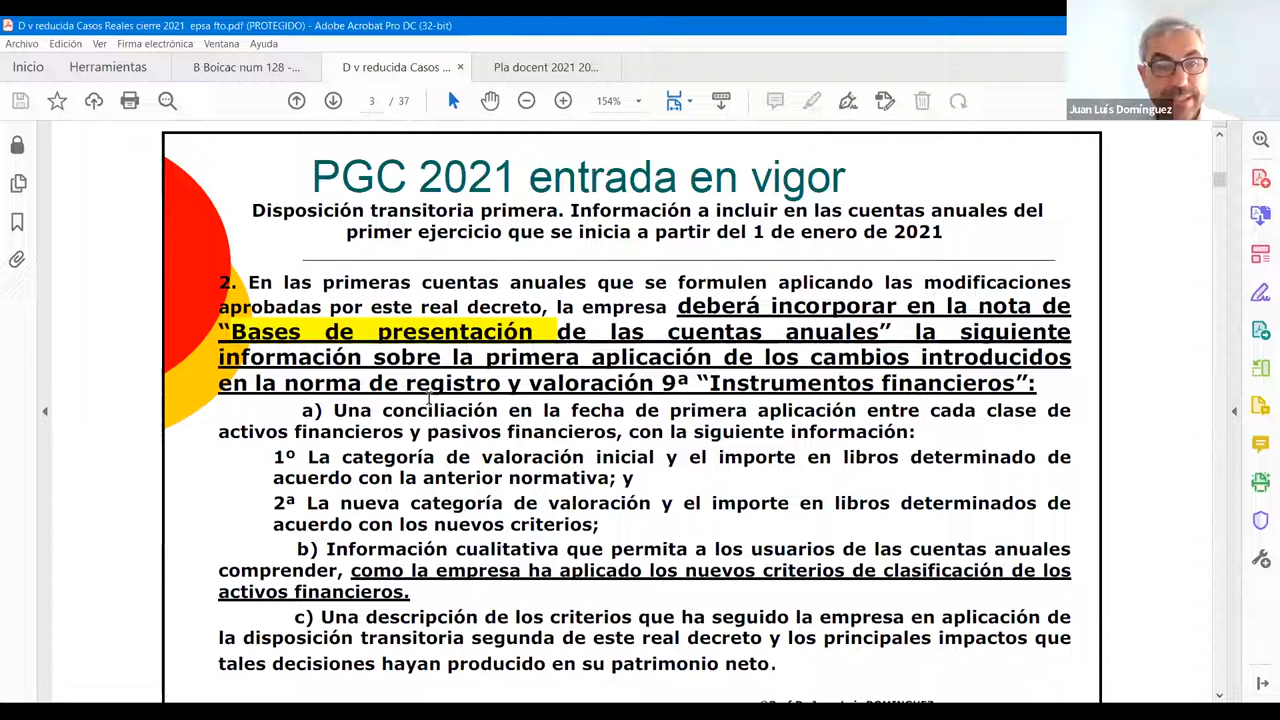 D v reducida Casos Reales cierre 2021 epsa fto.pdf (PROTEGIDO) - Adobe Acrobat Pro DC (32-bit)
Archivo Edición Ver Firma electrónica Ventana Ayuda
Inicio Herramientas B Boicac num 128 -... D v reducida Casos ... × Pla docent 2021 20...
3 / 37 154%
Juan Luís Domínguez
PGC 2021 entrada en vigor
Disposición transitoria primera. Información a incluir en las cuentas anuales del
primer ejercicio que se inicia a partir del 1 de enero de 2021
2. En las primeras cuentas anuales que se formulen aplicando las modificaciones
aprobadas por este real decreto, la empresa deberá incorporar en la nota de
“Bases de presentación de las cuentas anuales” la siguiente
información sobre la primera aplicación de los cambios introducidos
en la norma de registro y valoración 9ª “Instrumentos financieros”:
a) Una conciliación en la fecha de primera aplicación entre cada clase de
activos financieros y pasivos financieros, con la siguiente información:
1º La categoría de valoración inicial y el importe en libros determinado de
acuerdo con la anterior normativa; y
2ª La nueva categoría de valoración y el importe en libros determinados de
acuerdo con los nuevos criterios;
b) Información cualitativa que permita a los usuarios de las cuentas anuales
comprender, como la empresa ha aplicado los nuevos criterios de clasificación de los
activos financieros.
c) Una descripción de los criterios que ha seguido la empresa en aplicación de
la disposición transitoria segunda de este real decreto y los principales impactos que
tales decisiones hayan producido en su patrimonio neto.